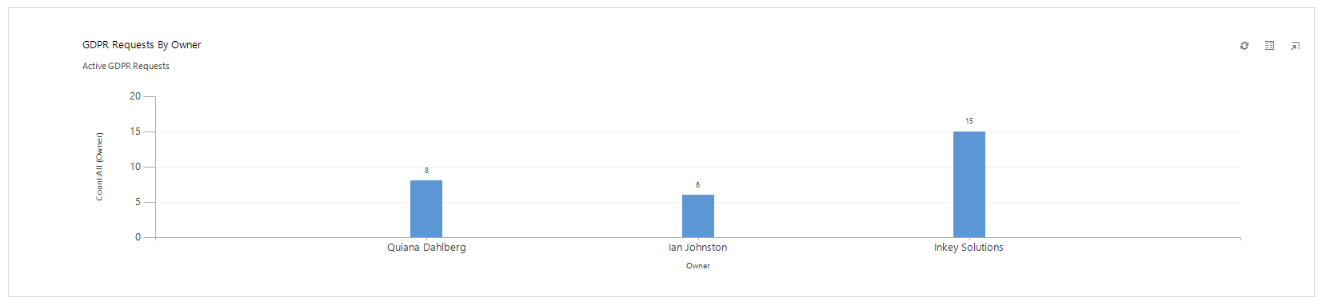 GDPR Requests By Owner
Active GDPR Requests
20
15
10
5
0
Count:All (Owner)
8
6
15
Quiana Dahlberg
Ian Johnston
Inkey Solutions
Owner